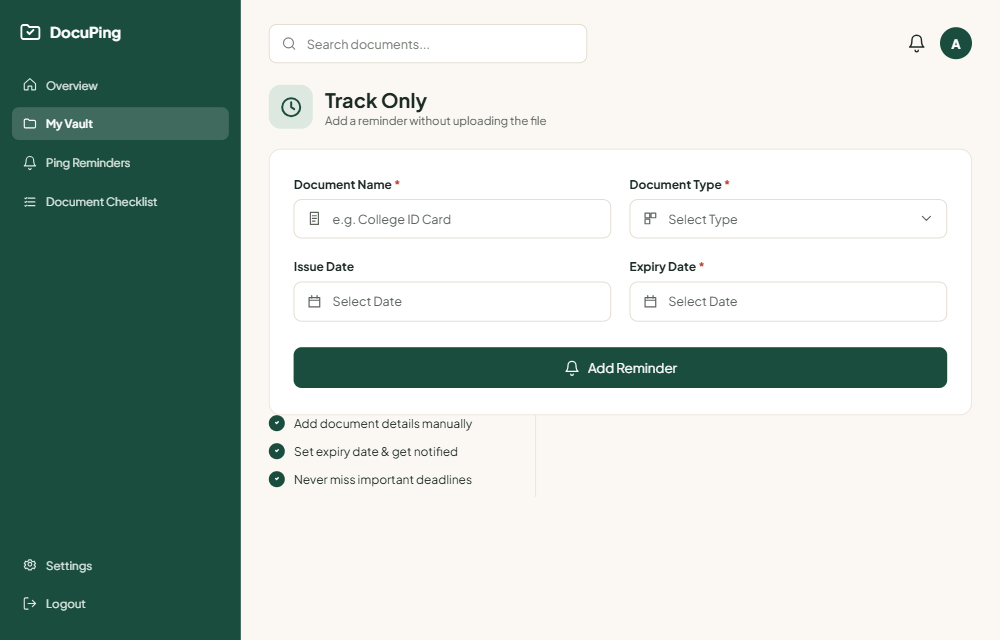 DocuPing
Overview
My Vault
Ping Reminders
Document Checklist
Settings
Logout
Search documents...
A
Track Only
Add a reminder without uploading the file
Document Name *
e.g. College ID Card
Document Type *
Select Type
Issue Date
Select Date
Expiry Date *
Select Date
Add Reminder
Add document details manually
Set expiry date & get notified
Never miss important deadlines